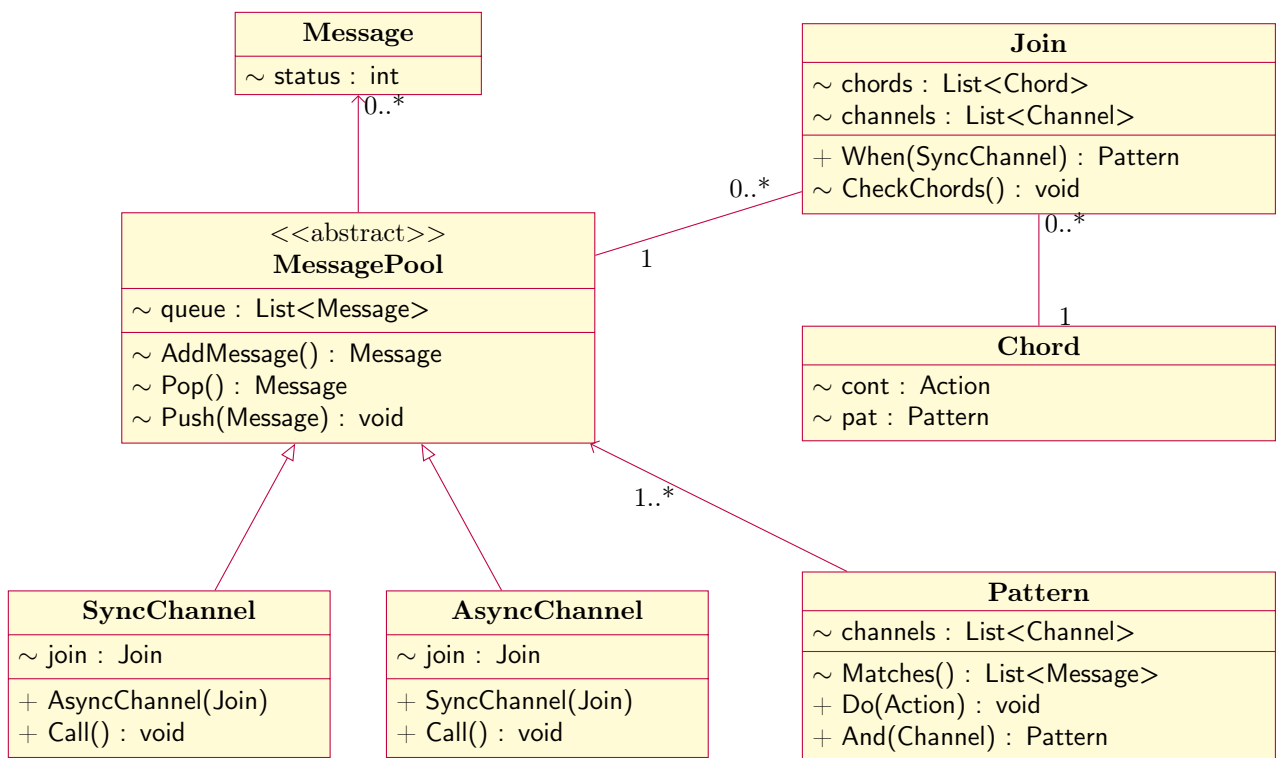 Message
~ status : int
0..*
Join
~ chords : List<Chord>
~ channels : List<Channel>
+ When(SyncChannel) : Pattern
~ CheckChords() : void
0..*
1
0..*
1
<<abstract>>
MessagePool
~ queue : List<Message>
~ AddMessage() : Message
~ Pop() : Message
~ Push(Message) : void
Chord
~ cont : Action
~ pat : Pattern
1..*
SyncChannel
~ join : Join
+ AsyncChannel(Join)
+ Call() : void
AsyncChannel
~ join : Join
+ SyncChannel(Join)
+ Call() : void
Pattern
~ channels : List<Channel>
~ Matches() : List<Message>
+ Do(Action) : void
+ And(Channel) : Pattern